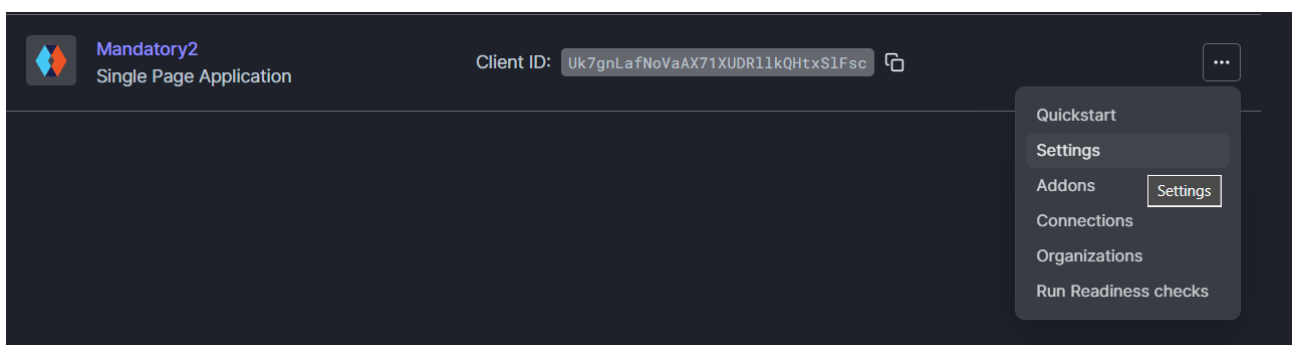 Mandatory2
Single Page Application
Client ID: Uk7gnLafNoVaAX71XUDRllkQHtxSlFsc
Quickstart
Settings
Addons
Settings
Connections
Organizations
Run Readiness checks